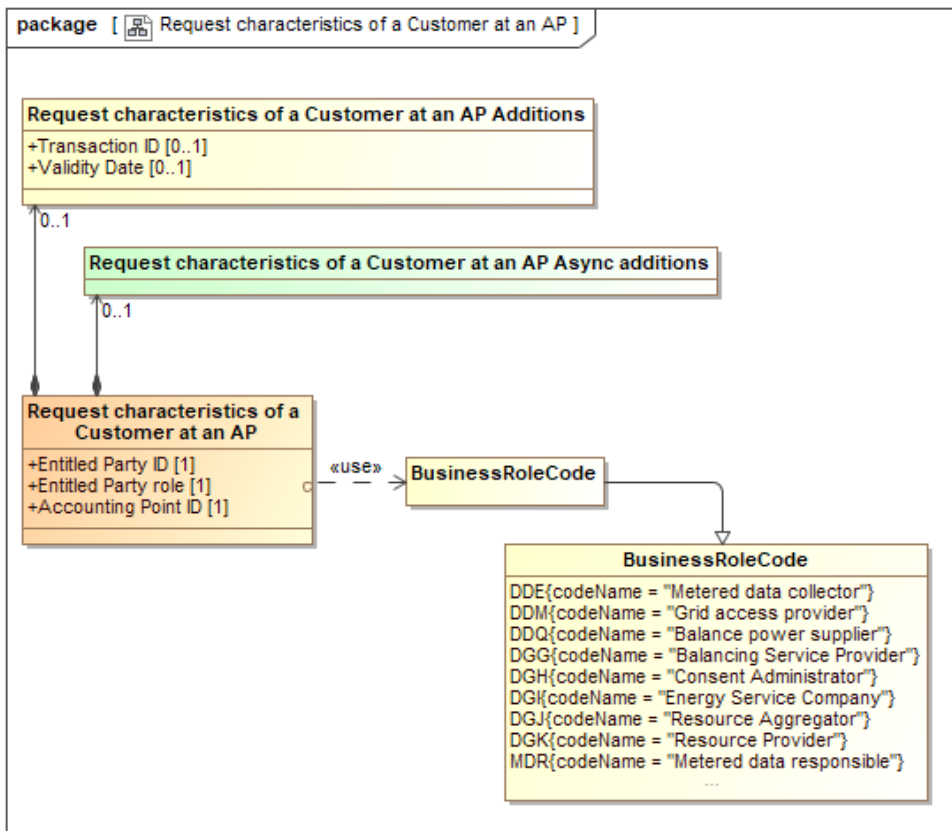 package [ Request characteristics of a Customer at an AP ]
Request characteristics of a Customer at an AP Additions
+Transaction ID [0..1]
+Validity Date [0..1]
0..1
Request characteristics of a Customer at an AP Async additions
0..1
Request characteristics of a
Customer at an AP
+Entitled Party ID [1]
+Entitled Party role [1]
+Accounting Point ID [1]
«use»
BusinessRoleCode
BusinessRoleCode
DDE{codeName = "Metered data collector"}
DDM{codeName = "Grid access provider"}
DDQ{codeName = "Balance power supplier"}
DGG{codeName = "Balancing Service Provider"}
DGH{codeName = "Consent Administrator"}
DGI{codeName = "Energy Service Company"}
DGJ{codeName = "Resource Aggregator"}
DGK{codeName = "Resource Provider"}
MDR{codeName = "Metered data responsible"}
...